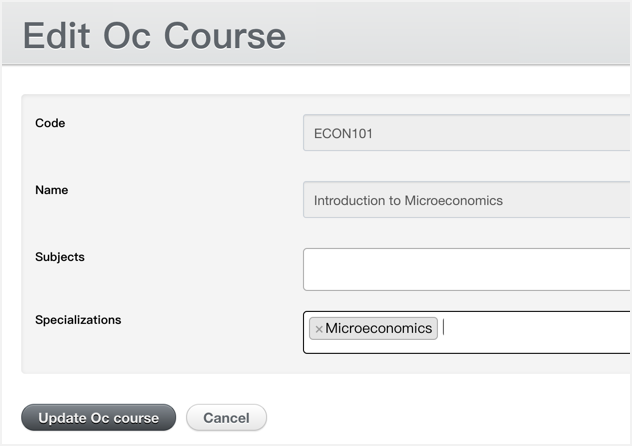 Edit Oc Course
Code
ECON101
Name
Introduction to Microeconomics
Subjects
Specializations
×Microeconomics
Update Oc course
Cancel